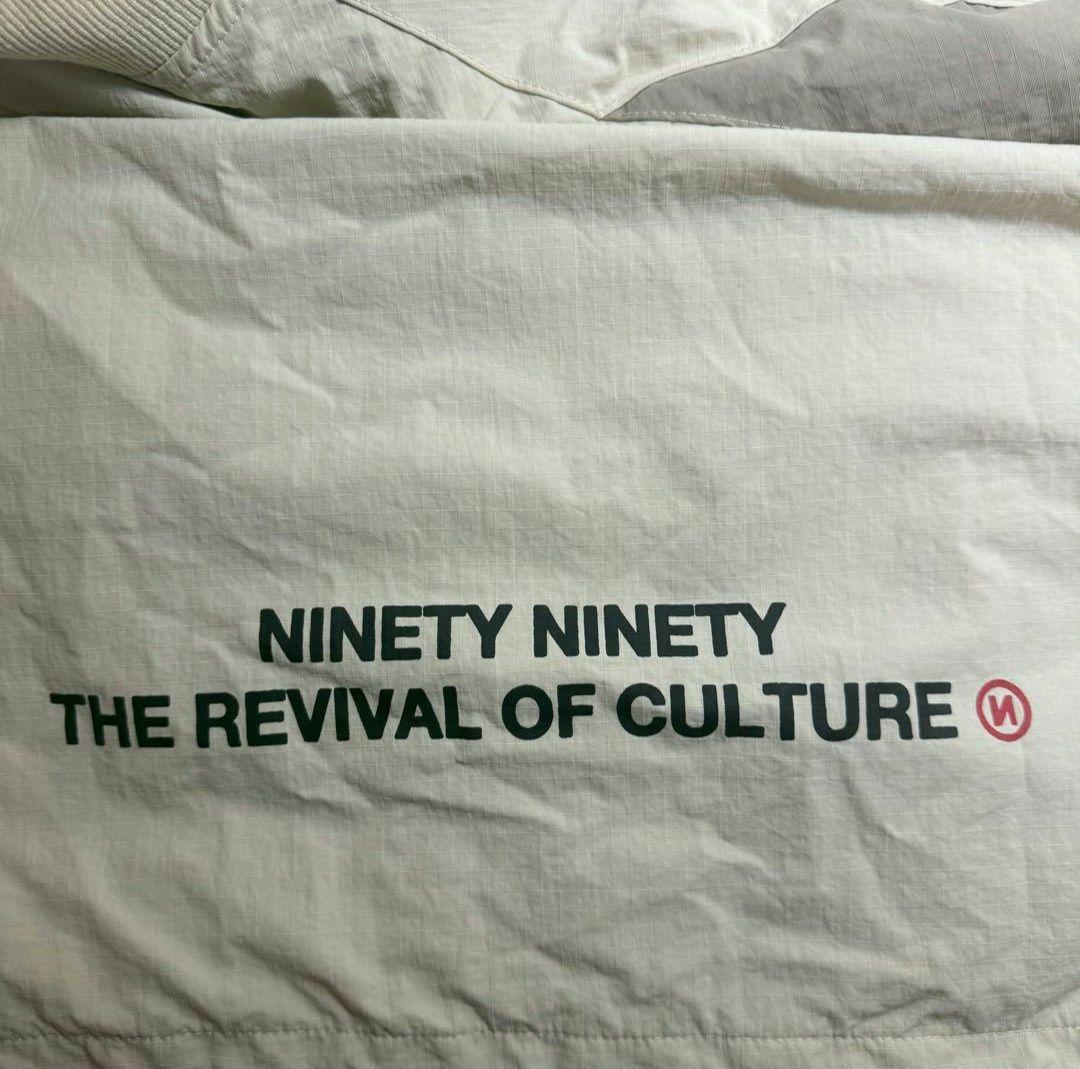 NINETY NINETY
THE REVIVAL OF CULTURE И